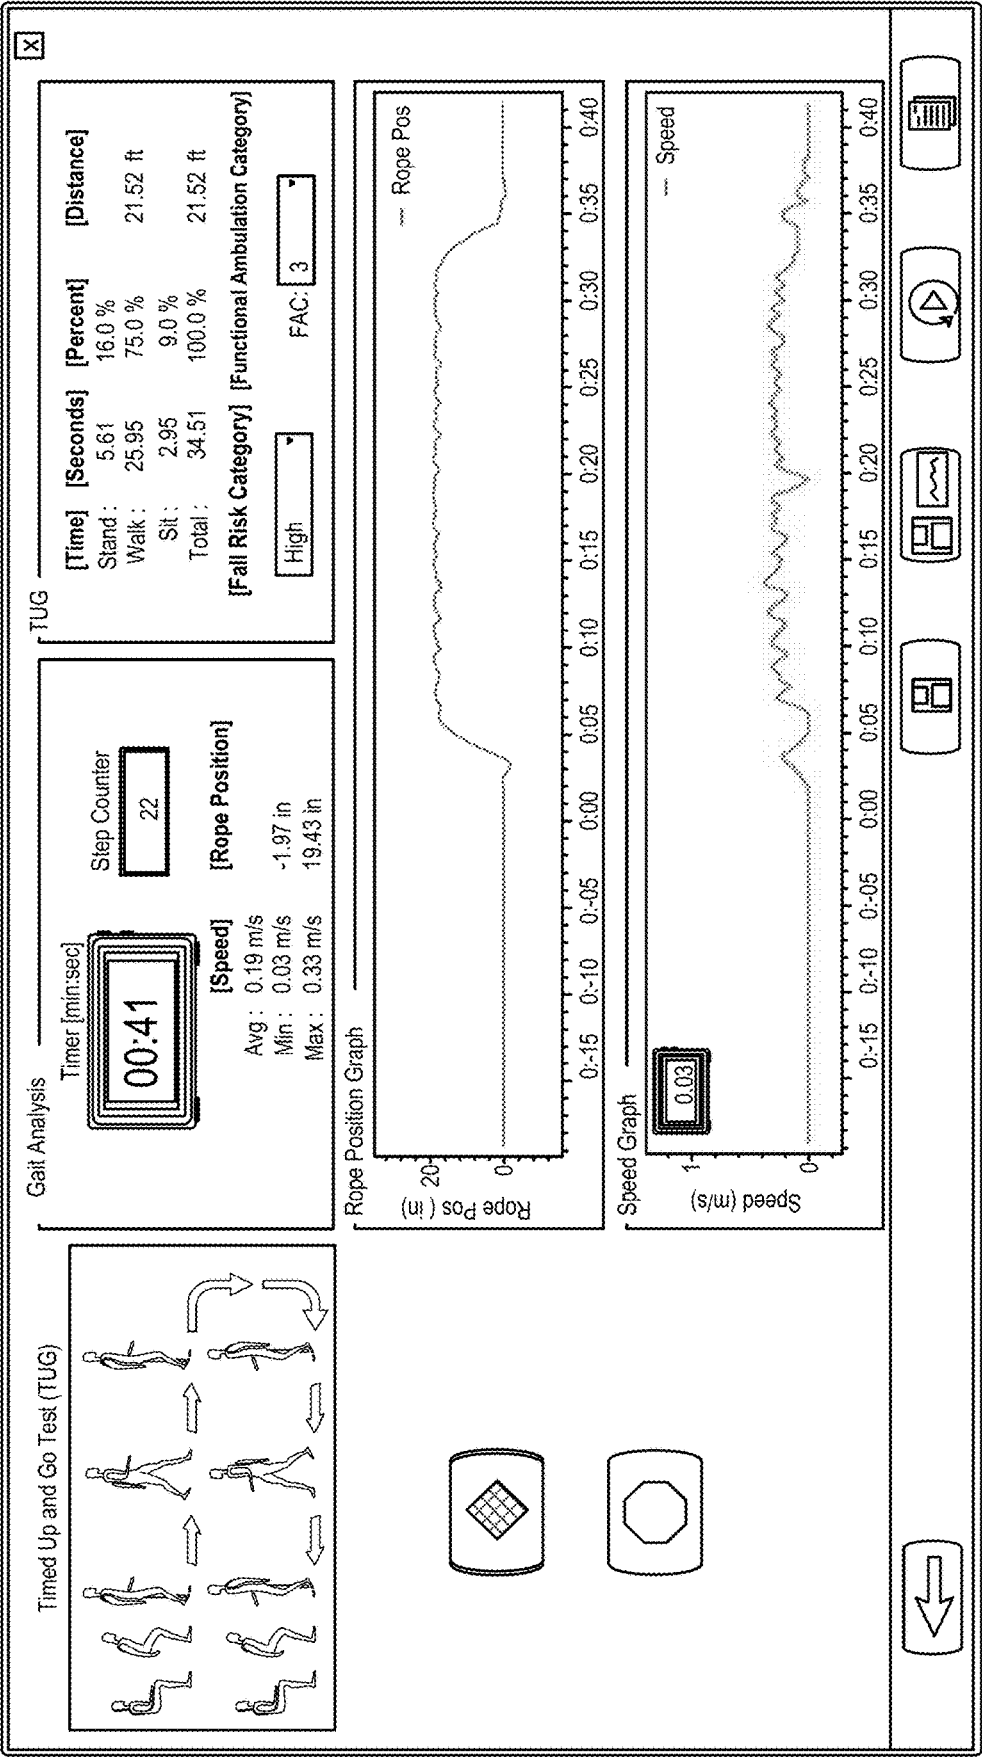 X
Timed Up and Go Test (TUG)
Gait Analysis
Timer [min:sec]
00:41
Step Counter
22
[Speed] [Rope Position]
Avg : 0.19 m/s
Min : 0.03 m/s -1.97 in
Max : 0.33 m/s 19.43 in
TUG
[Time] [Seconds] [Percent] [Distance]
Stand : 5.61 16.0 %
Walk : 25.95 75.0 % 21.52 ft
Sit : 2.95 9.0 %
Total : 34.51 100.0 % 21.52 ft
[Fall Risk Category] [Functional Ambulation Category]
High FAC: 3
Rope Position Graph
Rope Pos
Rope Pos ( in)
20
0
0:-15 0:-10 0:-05 0:00 0:05 0:10 0:15 0:20 0:25 0:30 0:35 0:40
Speed Graph
0.03
Speed
Speed (m/s)
1
0
0:-15 0:-10 0:-05 0:00 0:05 0:10 0:15 0:20 0:25 0:30 0:35 0:40